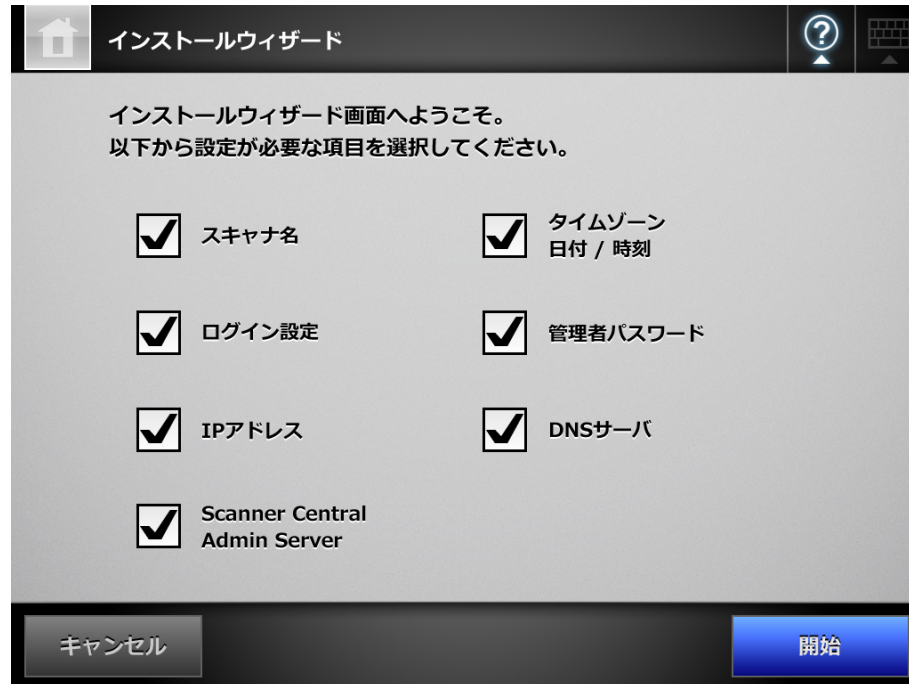 インストールウィザード
インストールウィザード画面へようこそ。
以下から設定が必要な項目を選択してください。
スキャナ名
タイムゾーン
日付 / 時刻
ログイン設定
管理者パスワード
IPアドレス
DNSサーバ
Scanner Central
Admin Server
キャンセル
開始